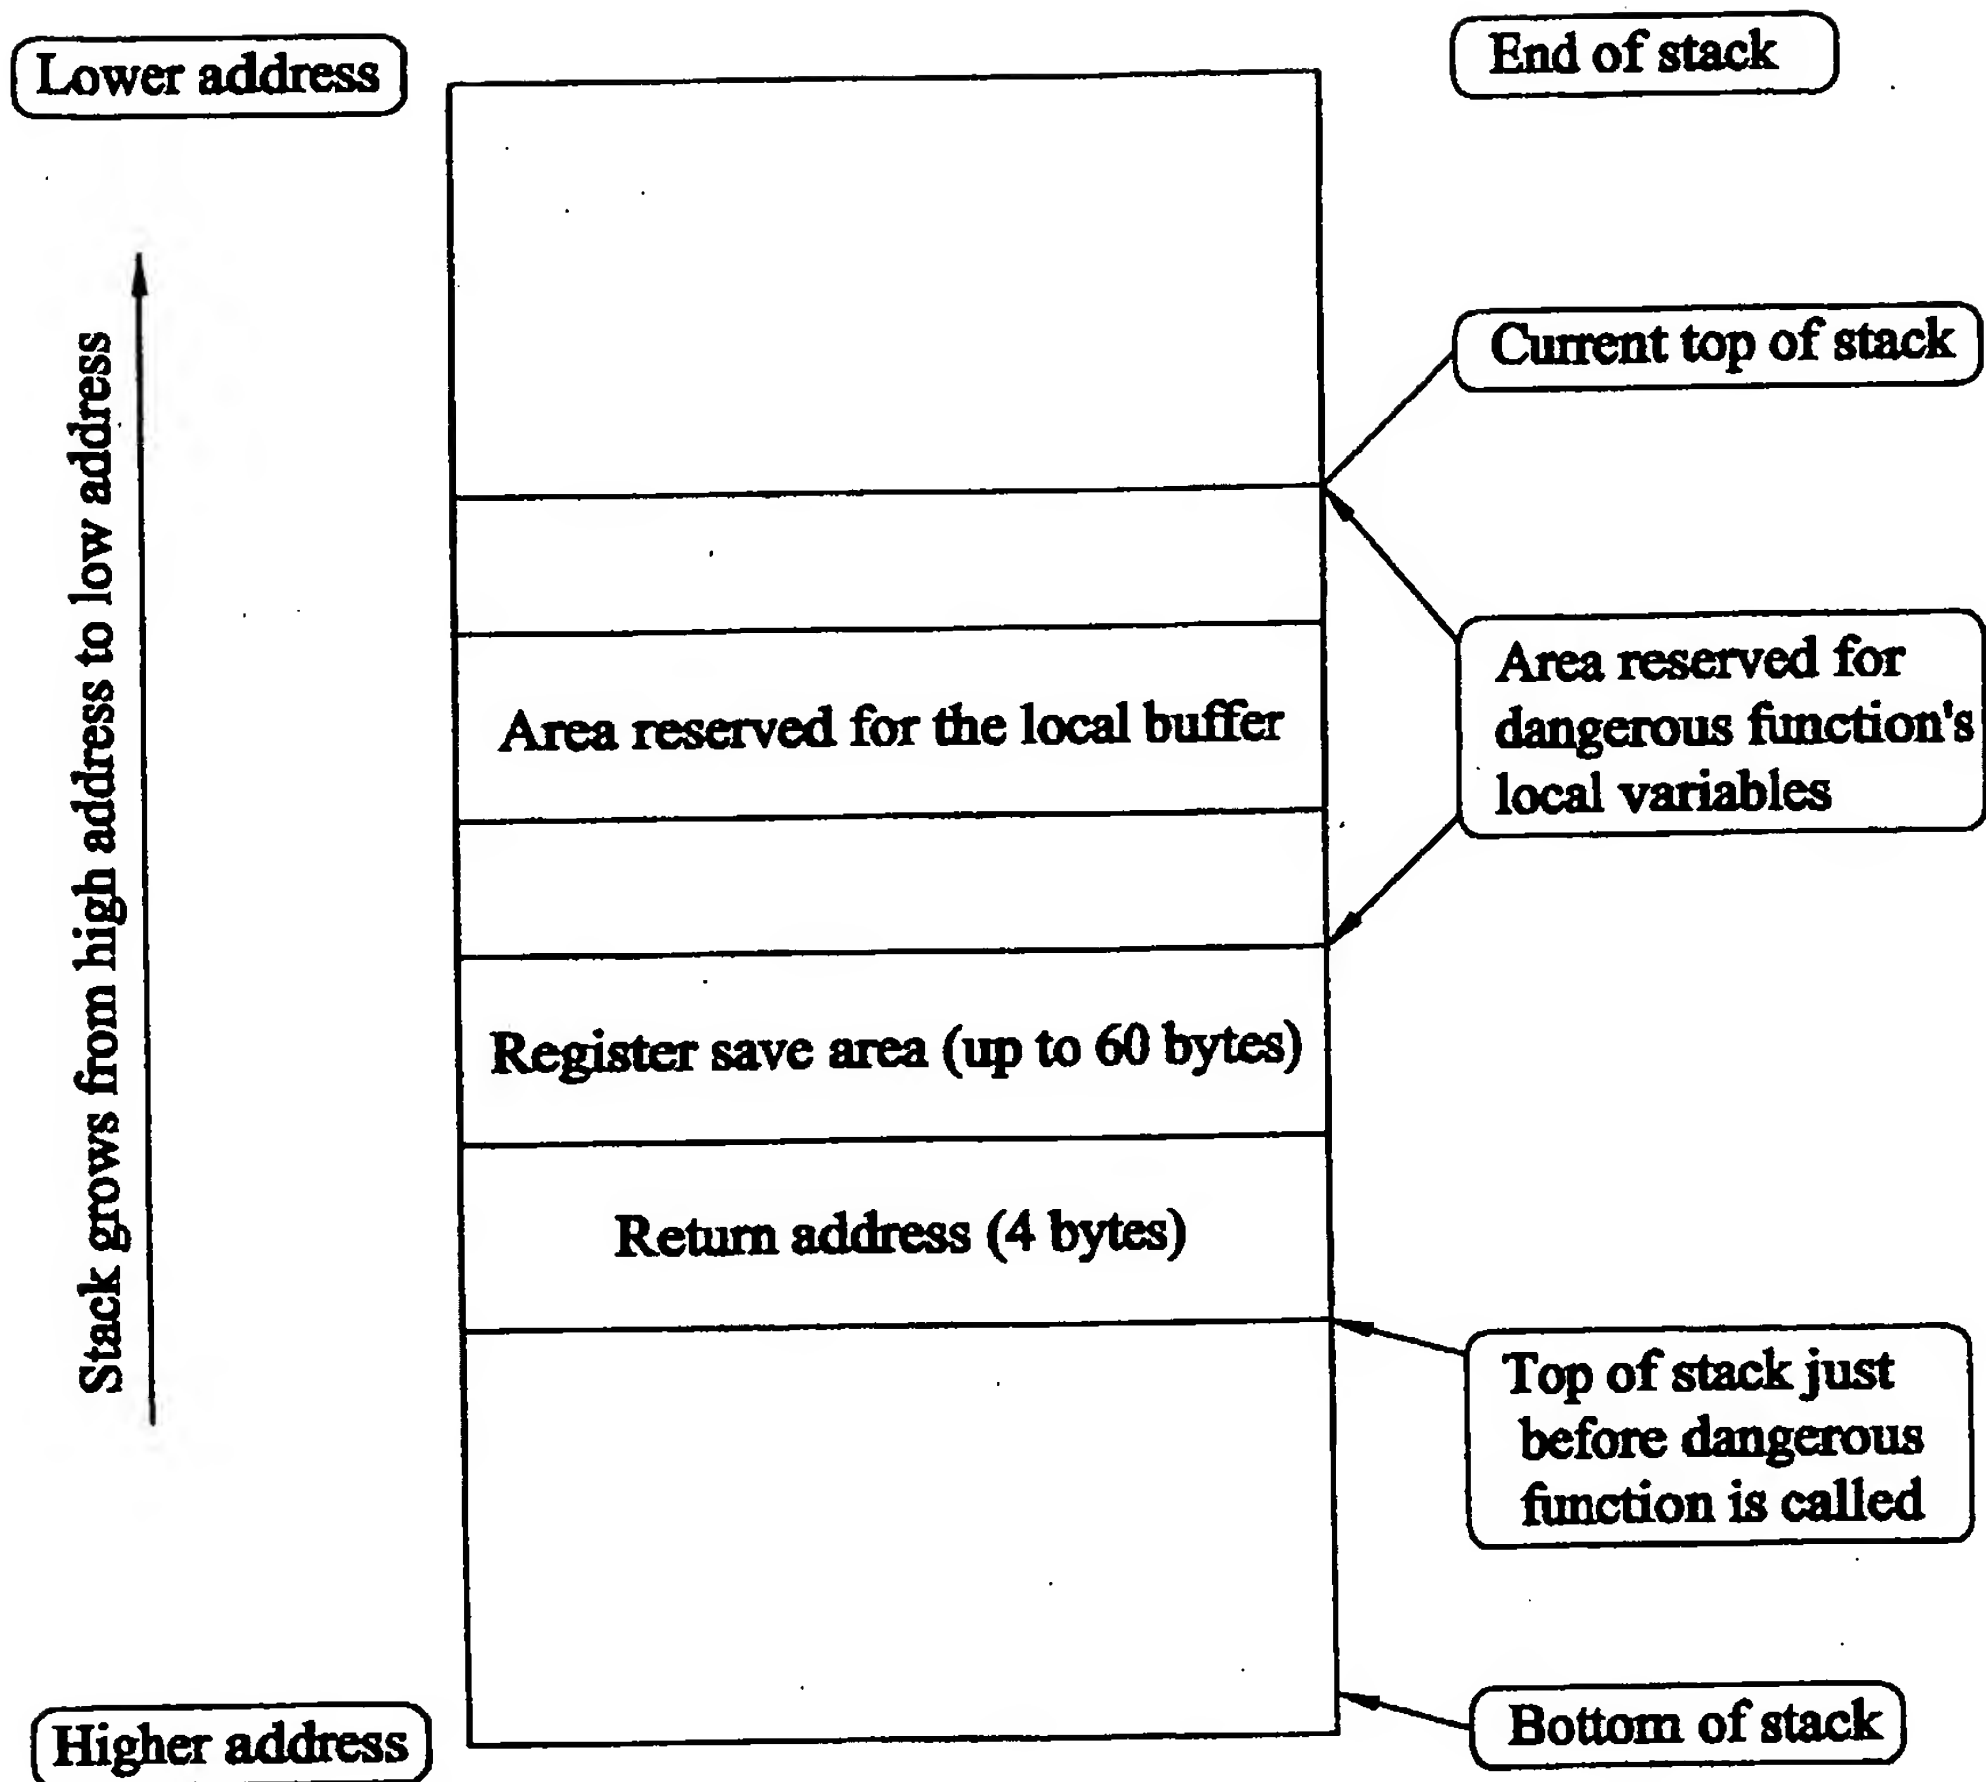 Lower address
End of stack
Stack grows from high address to low address
Current top of stack
Area reserved for
dangerous function's
local variables
Area reserved for the local buffer
Register save area (up to 60 bytes)
Return address (4 bytes)
Top of stack just
before dangerous
function is called
Higher address
Bottom of stack